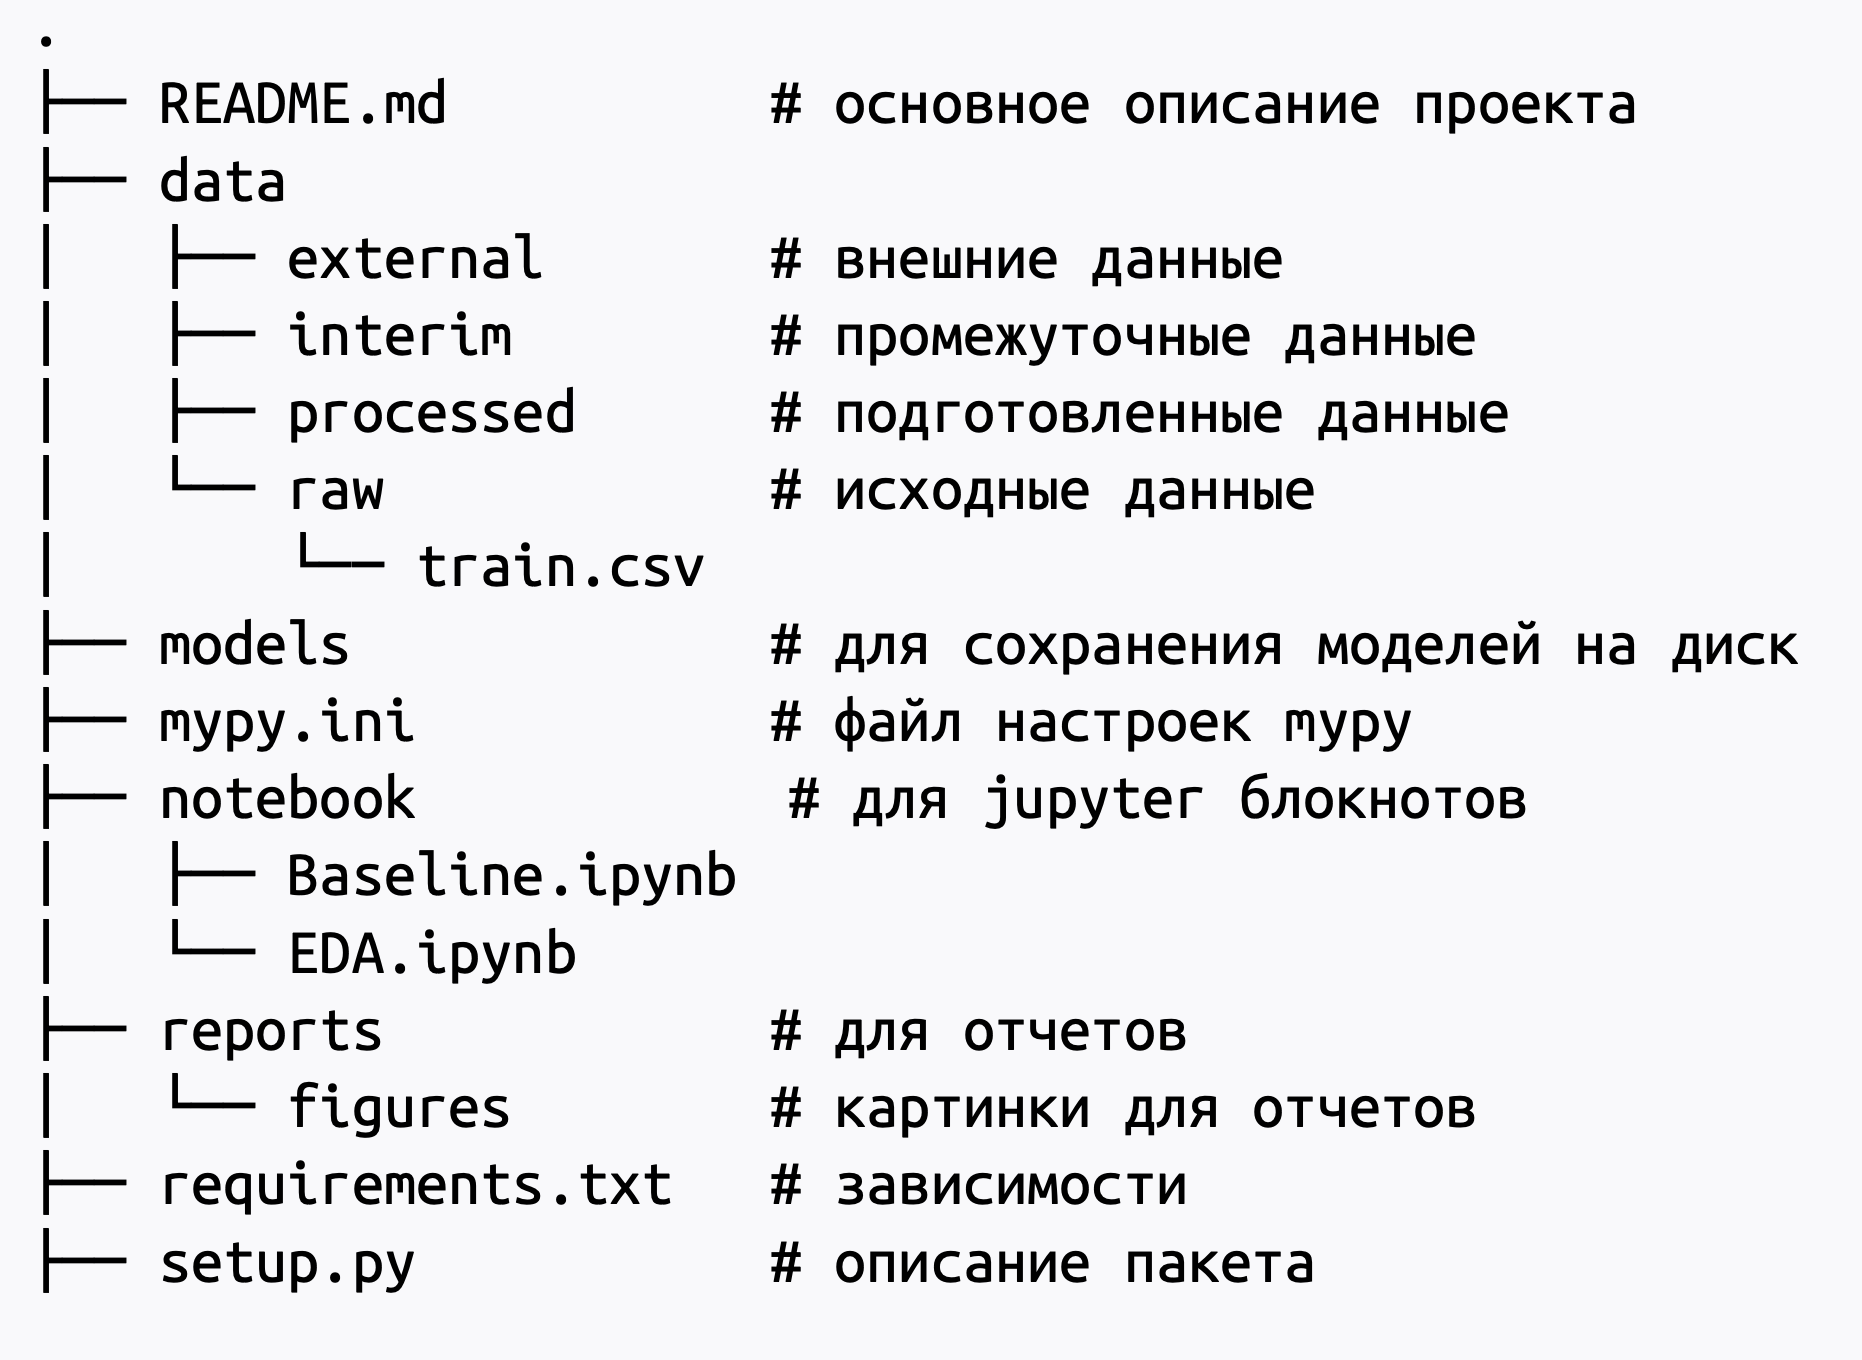 .
├── README.md          # основное описание проекта
├── data
│   ├── external       # внешние данные
│   ├── interim        # промежуточные данные
│   ├── processed      # подготовленные данные
│   └── raw            # исходные данные
│       └── train.csv
├── models             # для сохранения моделей на диск
├── mypy.ini           # файл настроек mypy
├── notebook           # для jupyter блокнотов
│   ├── Baseline.ipynb
│   └── EDA.ipynb
├── reports            # для отчетов
│   └── figures        # картинки для отчетов
├── requirements.txt   # зависимости
├── setup.py           # описание пакета